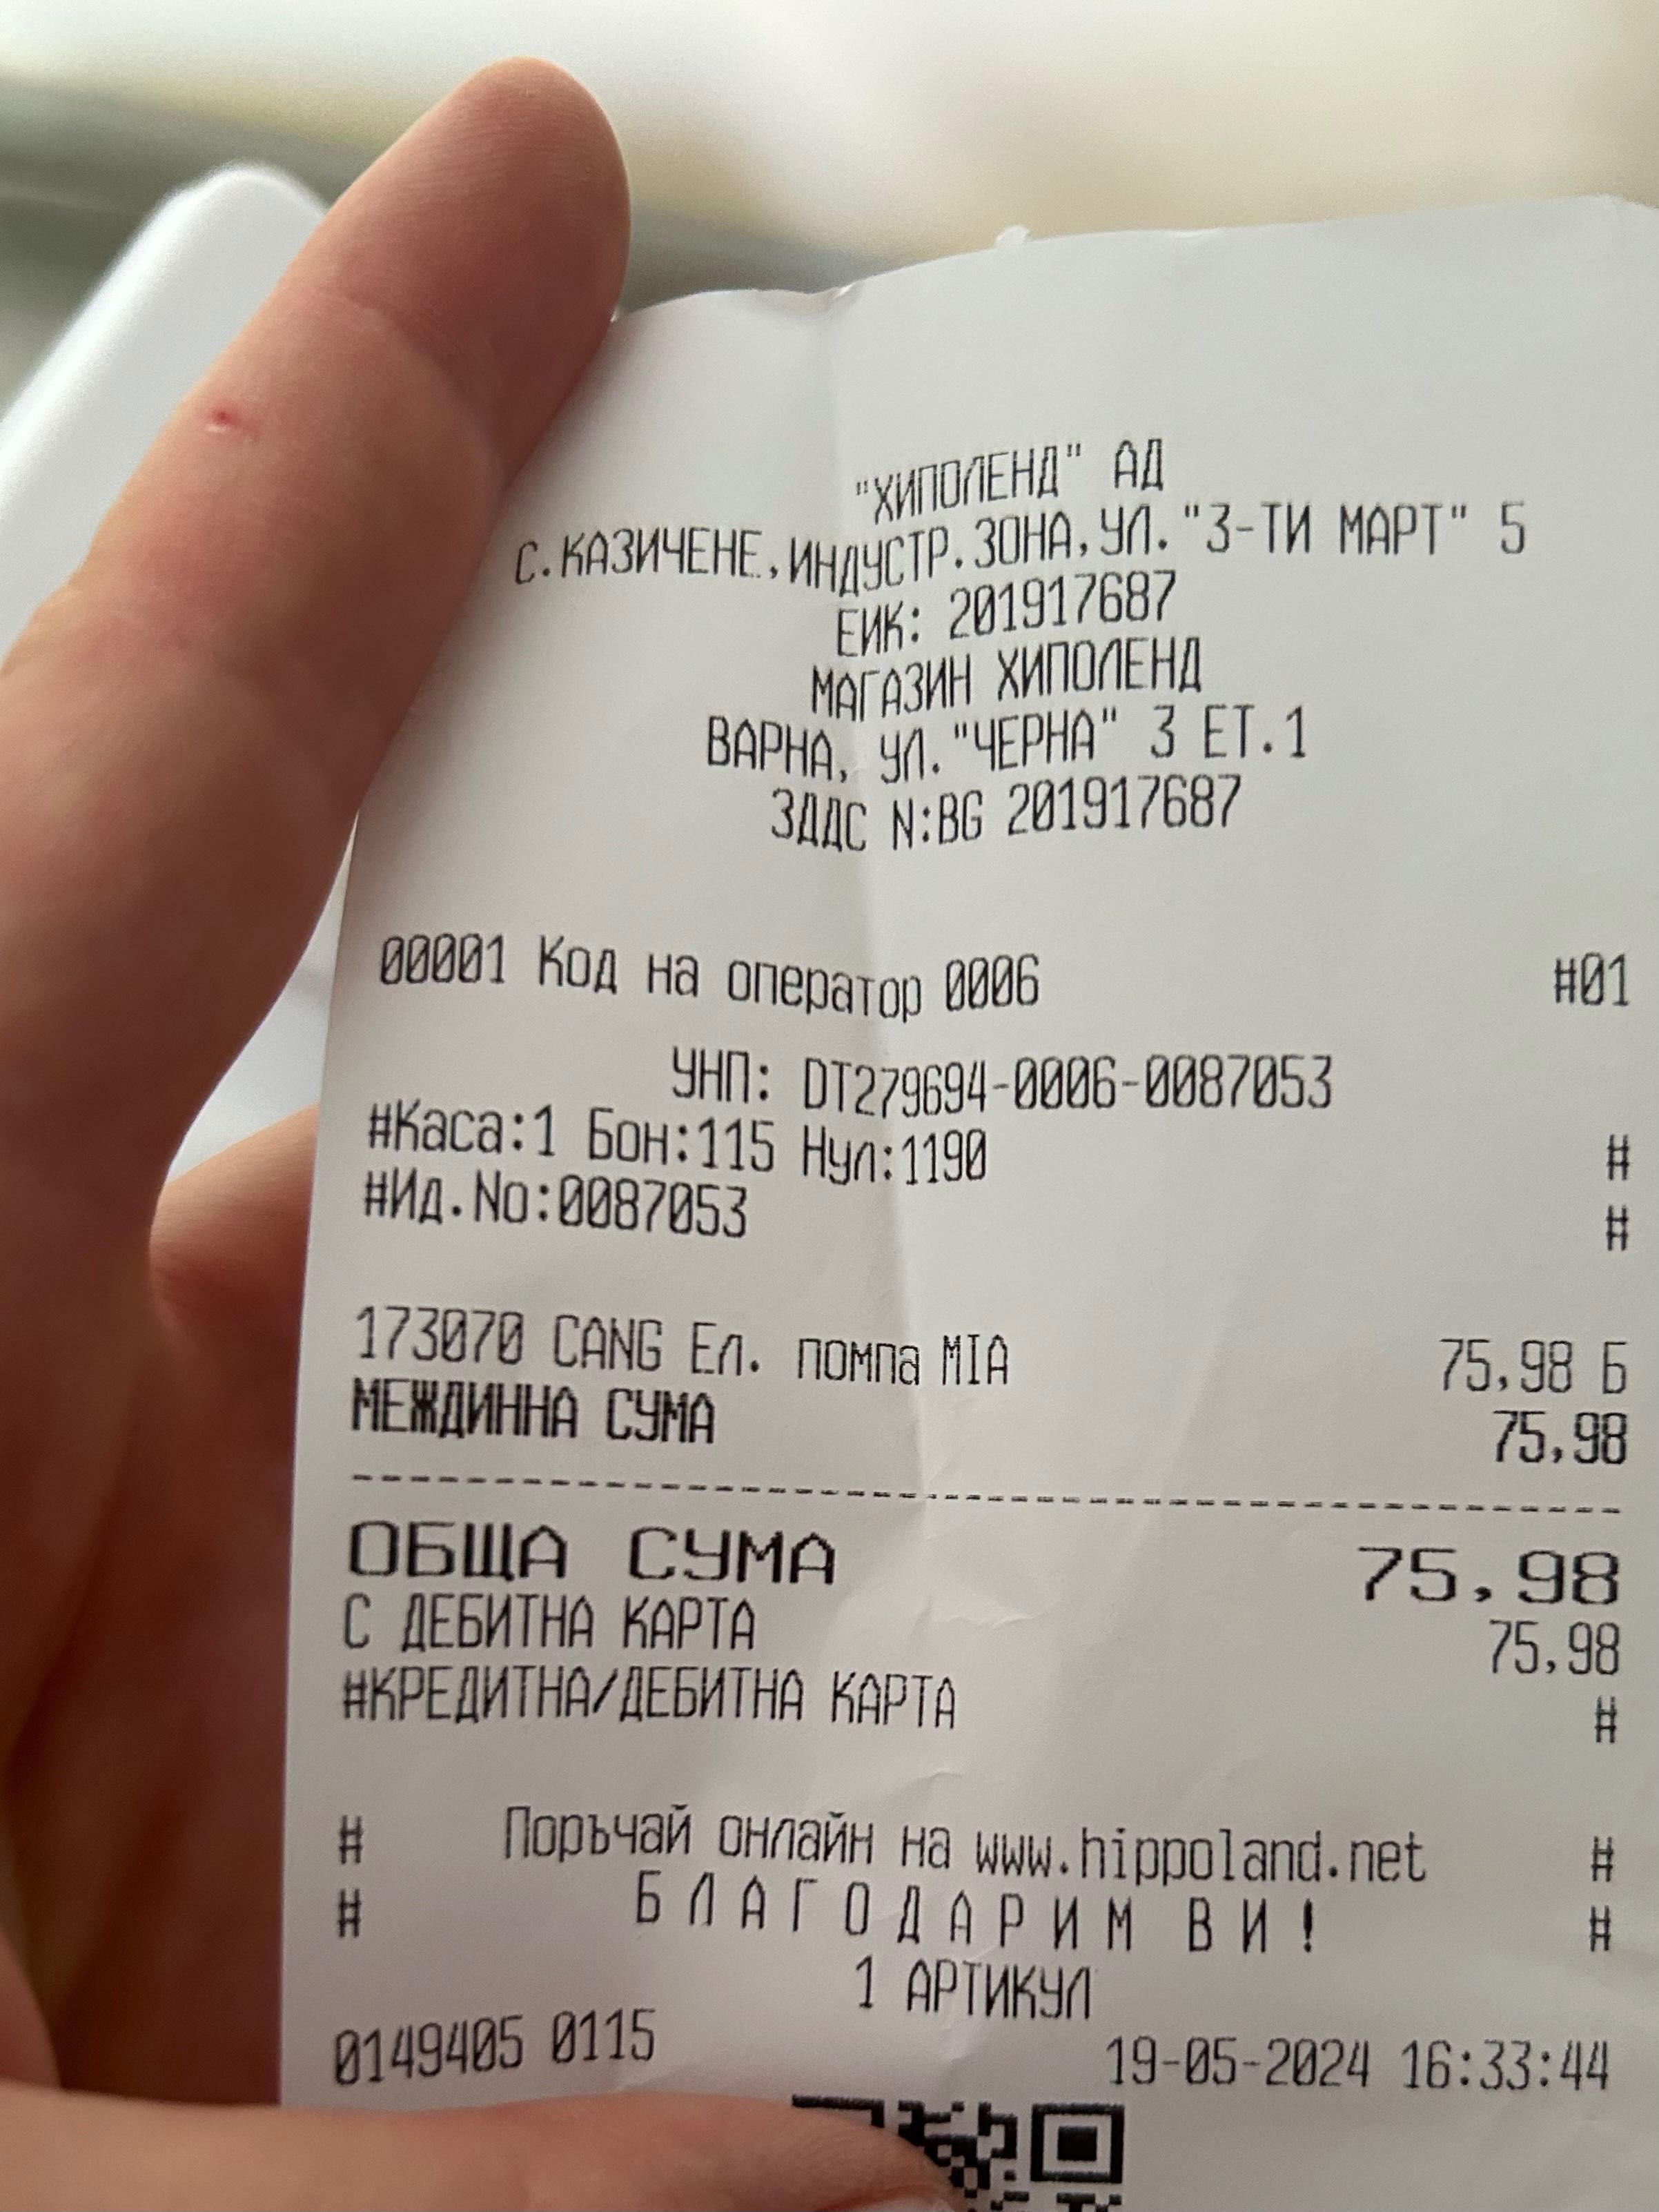 "ХИПОЛЕНД" АД
С.КАЗИЧЕНЕ,ИНДУСТР.ЗОНА,УЛ."3-ТИ МАРТ" 5
ЕИК: 201917687
МАГАЗИН ХИПОЛЕНД
ВАРНА, УЛ."ЧЕРНА" 3 ЕТ.1
ЗДДС N:BG 201917687
00001 Код на оператор 0006 #01
УНП: DT279694-0006-0087053
#Каса:1 Бон:115 Нул:1190 #
#Ид.No:0087053 #
173070 CANG Ел. помпа MIA 75,98 Б
МЕЖДИННА СУМА 75,98
ОБЩА СУМА 75,98
С ДЕБИТНА КАРТА 75,98
#КРЕДИТНА/ДЕБИТНА КАРТА #
# Поръчай онлайн на www.hippoland.net #
# Б Л А Г О Д А Р И М В И ! #
1 АРТИКУЛ
0149405 0115 19-05-2024 16:33:44